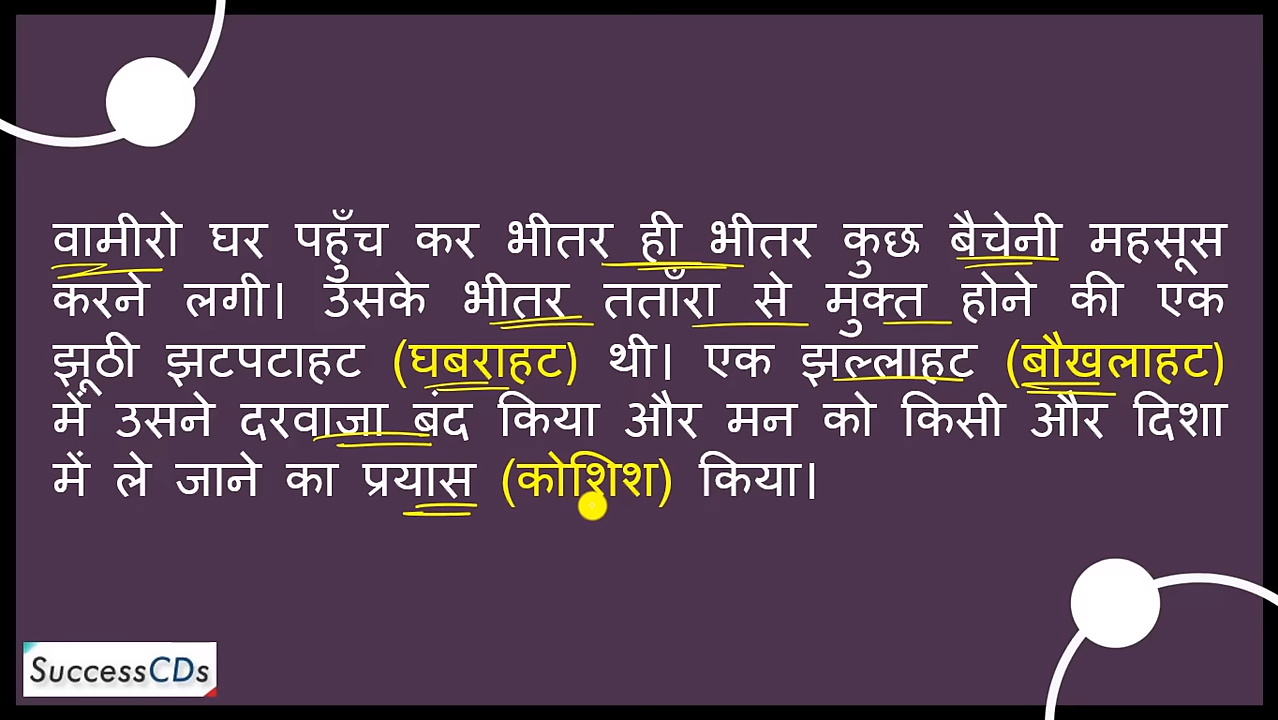 वामीरो घर पहुँच कर भीतर ही भीतर कुछ बैचेनी महसूस
करने लगी। उसके भीतर तताँरा से मुक्त होने की एक
झूठी झटपटाहट (घबराहट) थी। एक झल्लाहट (बौखलाहट)
में उसने दरवाजा बंद किया और मन को किसी और दिशा
में ले जाने का प्रयास (कोशिश) किया।
SuccessCDs